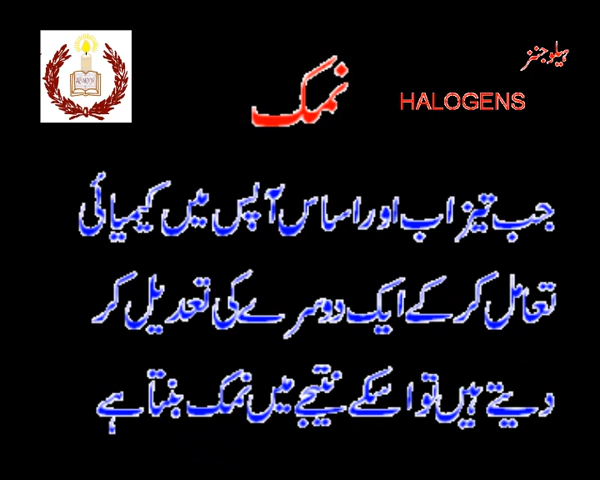 ہیلوجنز
HALOGENS
نمک
جب تیزاب اور اساس آپس میں کیمیائی
تعامل کر کے ایک دوسرے کی تعدیل کر
دیتے ہیں تو اسکے نتیجے میں نمک بنتا ہے